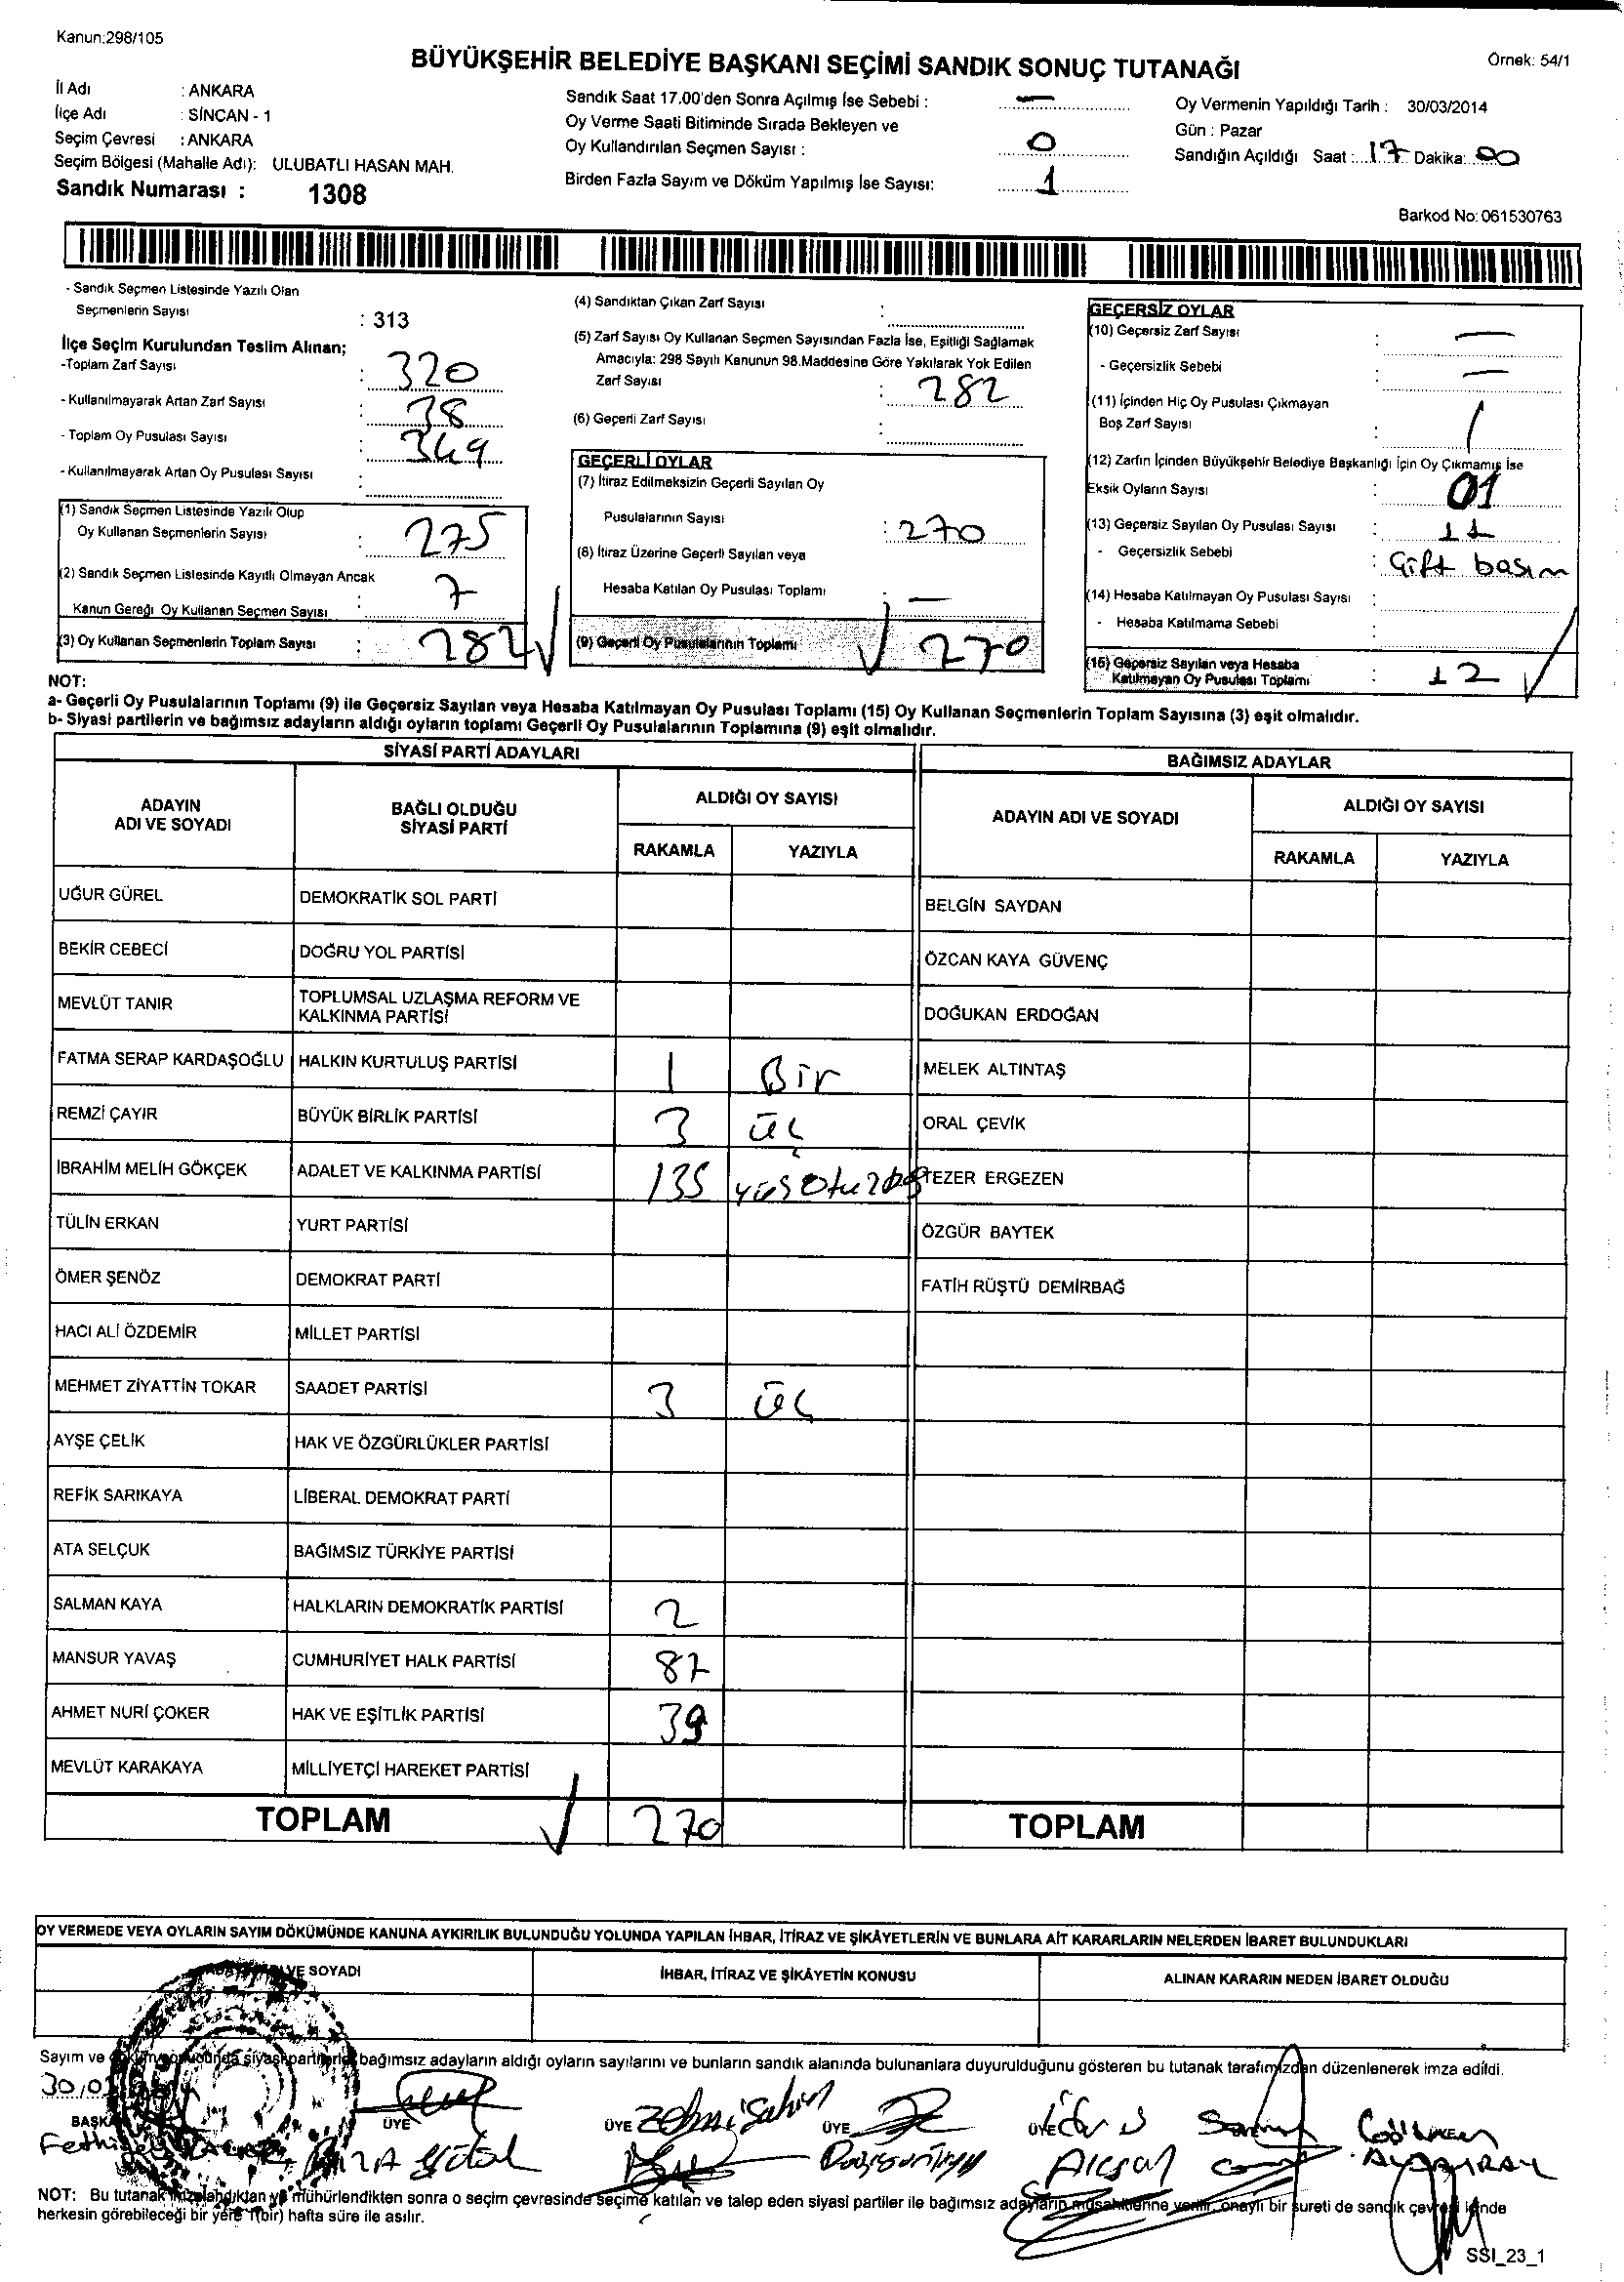 Kanun:298/105
Örnek: 54/1
BÜYÜKŞEHİR BELEDİYE BAŞKANI SEÇİMİ SANDIK SONUÇ TUTANAĞI
İl Adı : ANKARA
İlçe Adı : SİNCAN - 1
Seçim Çevresi : ANKARA
Seçim Bölgesi (Mahalle Adı): ULUBATLI HASAN MAH.
Sandık Numarası : 1308
Sandık Saat 17.00'den Sonra Açılmış İse Sebebi : —
Oy Verme Saati Bitiminde Sırada Bekleyen ve
Oy Kullandırılan Seçmen Sayısı : 0
Birden Fazla Sayım ve Döküm Yapılmış İse Sayısı: 1
Oy Vermenin Yapıldığı Tarih : 30/03/2014
Gün : Pazar
Sandığın Açıldığı Saat : 17 Dakika: 00
Barkod No: 061530763
- Sandık Seçmen Listesinde Yazılı Olan
Seçmenlerin Sayısı : 313
İlçe Seçim Kurulundan Teslim Alınan;
-Toplam Zarf Sayısı : 320
- Kullanılmayarak Artan Zarf Sayısı : 38
- Toplam Oy Pusulası Sayısı : 349
- Kullanılmayarak Artan Oy Pusulası Sayısı :
(1) Sandık Seçmen Listesinde Yazılı Olup
Oy Kullanan Seçmenlerin Sayısı : 275
(2) Sandık Seçmen Listesinde Kayıtlı Olmayan Ancak
Kanun Gereği Oy Kullanan Seçmen Sayısı : 7
(3) Oy Kullanan Seçmenlerin Toplam Sayısı : 282
(4) Sandıktan Çıkan Zarf Sayısı :
(5) Zarf Sayısı Oy Kullanan Seçmen Sayısından Fazla İse, Eşitliği Sağlamak
Amacıyla: 298 Sayılı Kanunun 98.Maddesine Göre Yakılarak Yok Edilen
Zarf Sayısı : 282
(6) Geçerli Zarf Sayısı :
GEÇERLİ OYLAR
(7) İtiraz Edilmeksizin Geçerli Sayılan Oy
Pusulalarının Sayısı : 270
(8) İtiraz Üzerine Geçerli Sayılan veya
Hesaba Katılan Oy Pusulası Toplamı : —
(9) Geçerli Oy Pusulalarının Toplamı 270
GEÇERSİZ OYLAR
(10) Geçersiz Zarf Sayısı : —
- Geçersizlik Sebebi : —
(11) İçinden Hiç Oy Pusulası Çıkmayan
Boş Zarf Sayısı : /
(12) Zarfın İçinden Büyükşehir Belediye Başkanlığı İçin Oy Çıkmamış İse
Eksik Oyların Sayısı : 01
(13) Geçersiz Sayılan Oy Pusulası Sayısı : 11
- Geçersizlik Sebebi : Çift basım
(14) Hesaba Katılmayan Oy Pusulası Sayısı :
- Hesaba Katılmama Sebebi :
(15) Geçersiz Sayılan veya Hesaba
Katılmayan Oy Pusulası Toplamı : 12
NOT:
a- Geçerli Oy Pusulalarının Toplamı (9) ile Geçersiz Sayılan veya Hesaba Katılmayan Oy Pusulası Toplamı (15) Oy Kullanan Seçmenlerin Toplam Sayısına (3) eşit olmalıdır.
b- Siyasi partilerin ve bağımsız adayların aldığı oyların toplamı Geçerli Oy Pusulalarının Toplamına (9) eşit olmalıdır.
SİYASİ PARTİ ADAYLARI
BAĞIMSIZ ADAYLAR
ADAYIN ADI VE SOYADI
BAĞLI OLDUĞU SİYASİ PARTİ
ALDIĞI OY SAYISI
RAKAMLA YAZIYLA
ADAYIN ADI VE SOYADI
ALDIĞI OY SAYISI
RAKAMLA YAZIYLA
UĞUR GÜREL DEMOKRATİK SOL PARTİ BELGİN SAYDAN
BEKİR CEBECİ DOĞRU YOL PARTİSİ ÖZCAN KAYA GÜVENÇ
MEVLÜT TANIR TOPLUMSAL UZLAŞMA REFORM VE KALKINMA PARTİSİ DOĞUKAN ERDOĞAN
FATMA SERAP KARDAŞOĞLU HALKIN KURTULUŞ PARTİSİ 1 Bir MELEK ALTINTAŞ
REMZİ ÇAYIR BÜYÜK BİRLİK PARTİSİ 3 üç ORAL ÇEVİK
İBRAHİM MELİH GÖKÇEK ADALET VE KALKINMA PARTİSİ 135 yüzotuzbeş TEZER ERGEZEN
TÜLİN ERKAN YURT PARTİSİ ÖZGÜR BAYTEK
ÖMER ŞENÖZ DEMOKRAT PARTİ FATİH RÜŞTÜ DEMİRBAĞ
HACI ALİ ÖZDEMİR MİLLET PARTİSİ
MEHMET ZİYATTİN TOKAR SAADET PARTİSİ 3 üç
AYŞE ÇELİK HAK VE ÖZGÜRLÜKLER PARTİSİ
REFİK SARIKAYA LİBERAL DEMOKRAT PARTİ
ATA SELÇUK BAĞIMSIZ TÜRKİYE PARTİSİ
SALMAN KAYA HALKLARIN DEMOKRATİK PARTİSİ 2
MANSUR YAVAŞ CUMHURİYET HALK PARTİSİ 87
AHMET NURİ ÇOKER HAK VE EŞİTLİK PARTİSİ 39
MEVLÜT KARAKAYA MİLLİYETÇİ HAREKET PARTİSİ
TOPLAM 270 TOPLAM
OY VERMEDE VEYA OYLARIN SAYIM DÖKÜMÜNDE KANUNA AYKIRILIK BULUNDUĞU YOLUNDA YAPILAN İHBAR, İTİRAZ VE ŞİKÂYETLERİN VE BUNLARA AİT KARARLARIN NELERDEN İBARET BULUNDUKLARI
VE SOYADI İHBAR, İTİRAZ VE ŞİKÂYETİN KONUSU ALINAN KARARIN NEDEN İBARET OLDUĞU
Sayım ve bağımsız adayların aldığı oyların sayılarını ve bunların sandık alanında bulunanlara duyurulduğunu gösteren bu tutanak tarafımızdan düzenlenerek imza edildi.
ÜYE ÜYE ÜYE ÜYE
NOT: Bu tutanak imzalandıktan ve mühürlendikten sonra o seçim çevresinde seçime katılan ve talep eden siyasi partiler ile bağımsız adayların müşahitlerine verilir, onaylı bir sureti de sandık çevresi içinde
herkesin görebileceği bir yere 1(bir) hafta süre ile asılır.
SSI_23_1